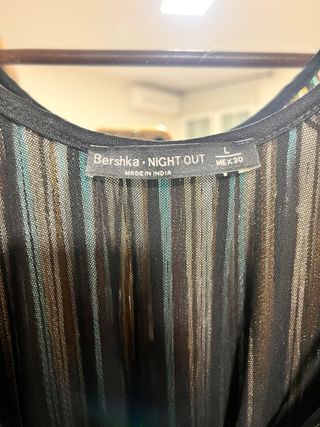 Bershka • NIGHT OUT
MADE IN INDIA
L
MEX 30